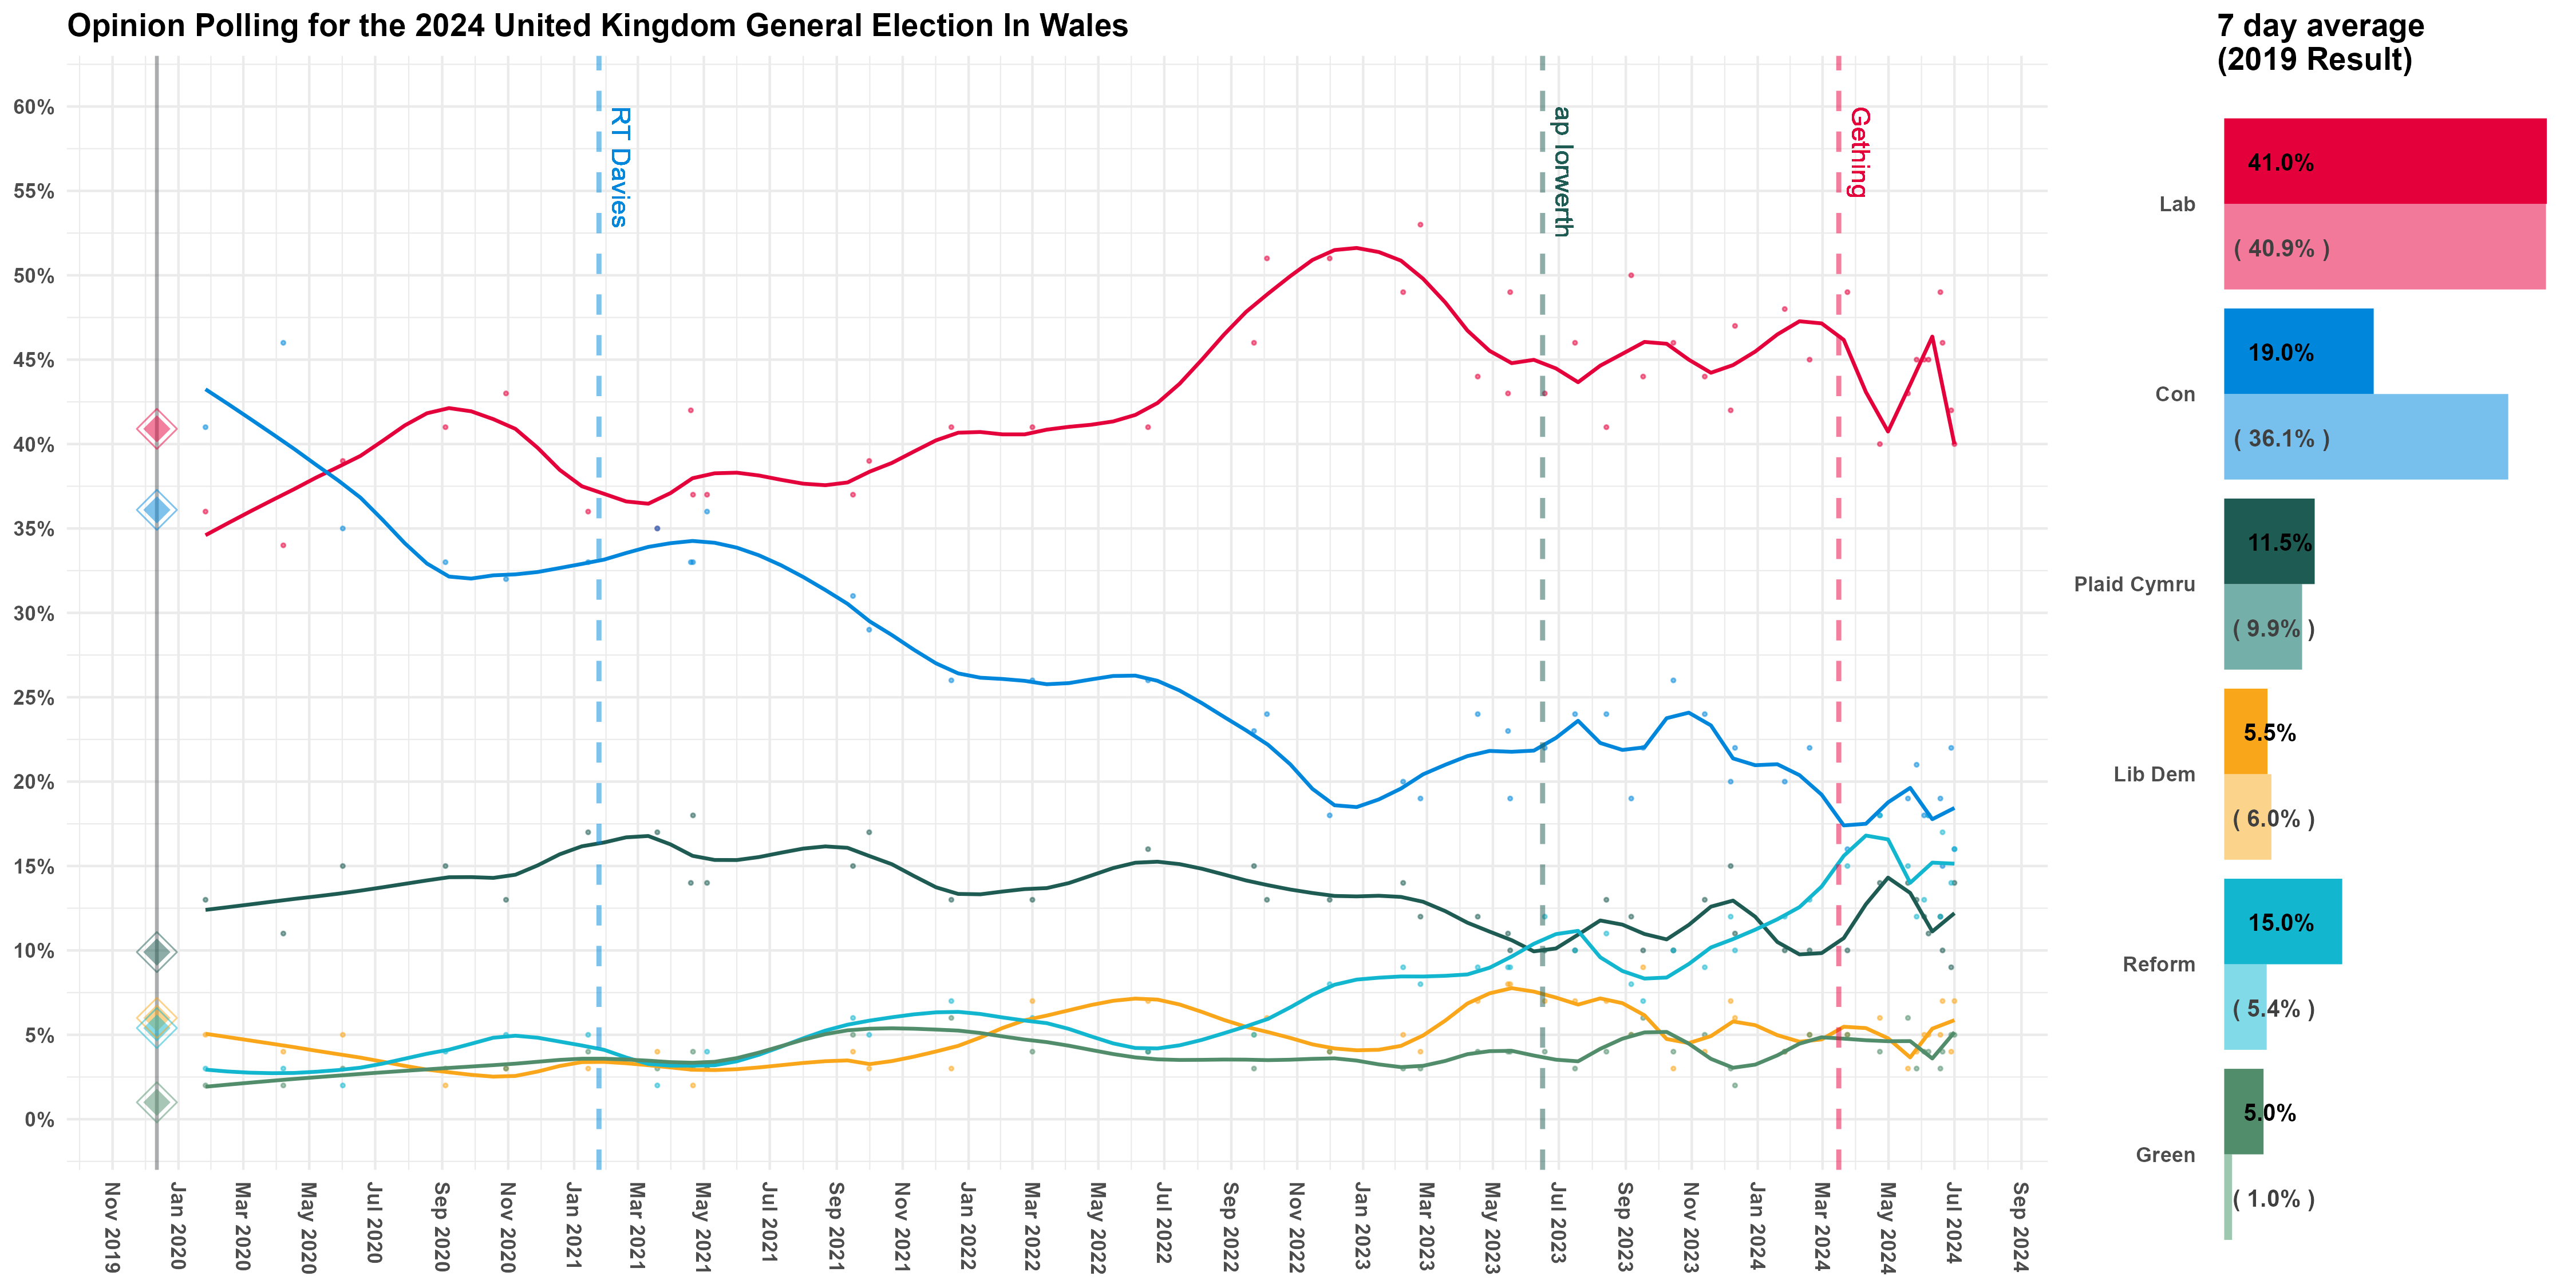 Opinion Polling for the 2024 United Kingdom General Election In Wales
7 day average
(2019 Result)
60%
55%
50%
45%
40%
35%
30%
25%
20%
15%
10%
5%
0%
RT Davies
ap Iorwerth
Gething
Nov 2019
Jan 2020
Mar 2020
May 2020
Jul 2020
Sep 2020
Nov 2020
Jan 2021
Mar 2021
May 2021
Jul 2021
Sep 2021
Nov 2021
Jan 2022
Mar 2022
May 2022
Jul 2022
Sep 2022
Nov 2022
Jan 2023
Mar 2023
May 2023
Jul 2023
Sep 2023
Nov 2023
Jan 2024
Mar 2024
May 2024
Jul 2024
Sep 2024
Lab
41.0%
( 40.9% )
Con
19.0%
( 36.1% )
Plaid Cymru
11.5%
( 9.9% )
Lib Dem
5.5%
( 6.0% )
Reform
15.0%
( 5.4% )
Green
5.0%
( 1.0% )